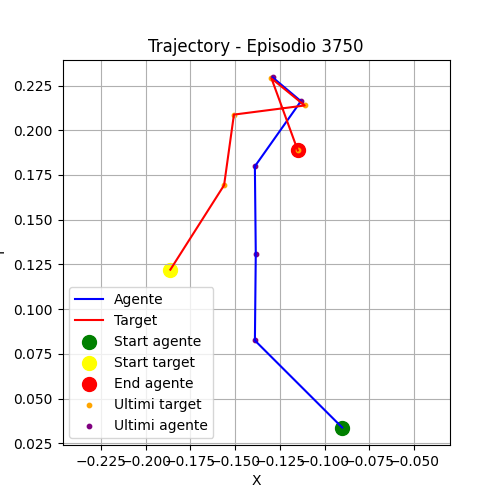 Trajectory - Episodio 3750
0.225
0.200
0.175
0.150
0.125
0.100
0.075
0.050
0.025
Agente
Target
Start agente
Start target
End agente
Ultimi target
Ultimi agente
−0.225 −0.200 −0.175 −0.150 −0.125 −0.100 −0.075 −0.050
X